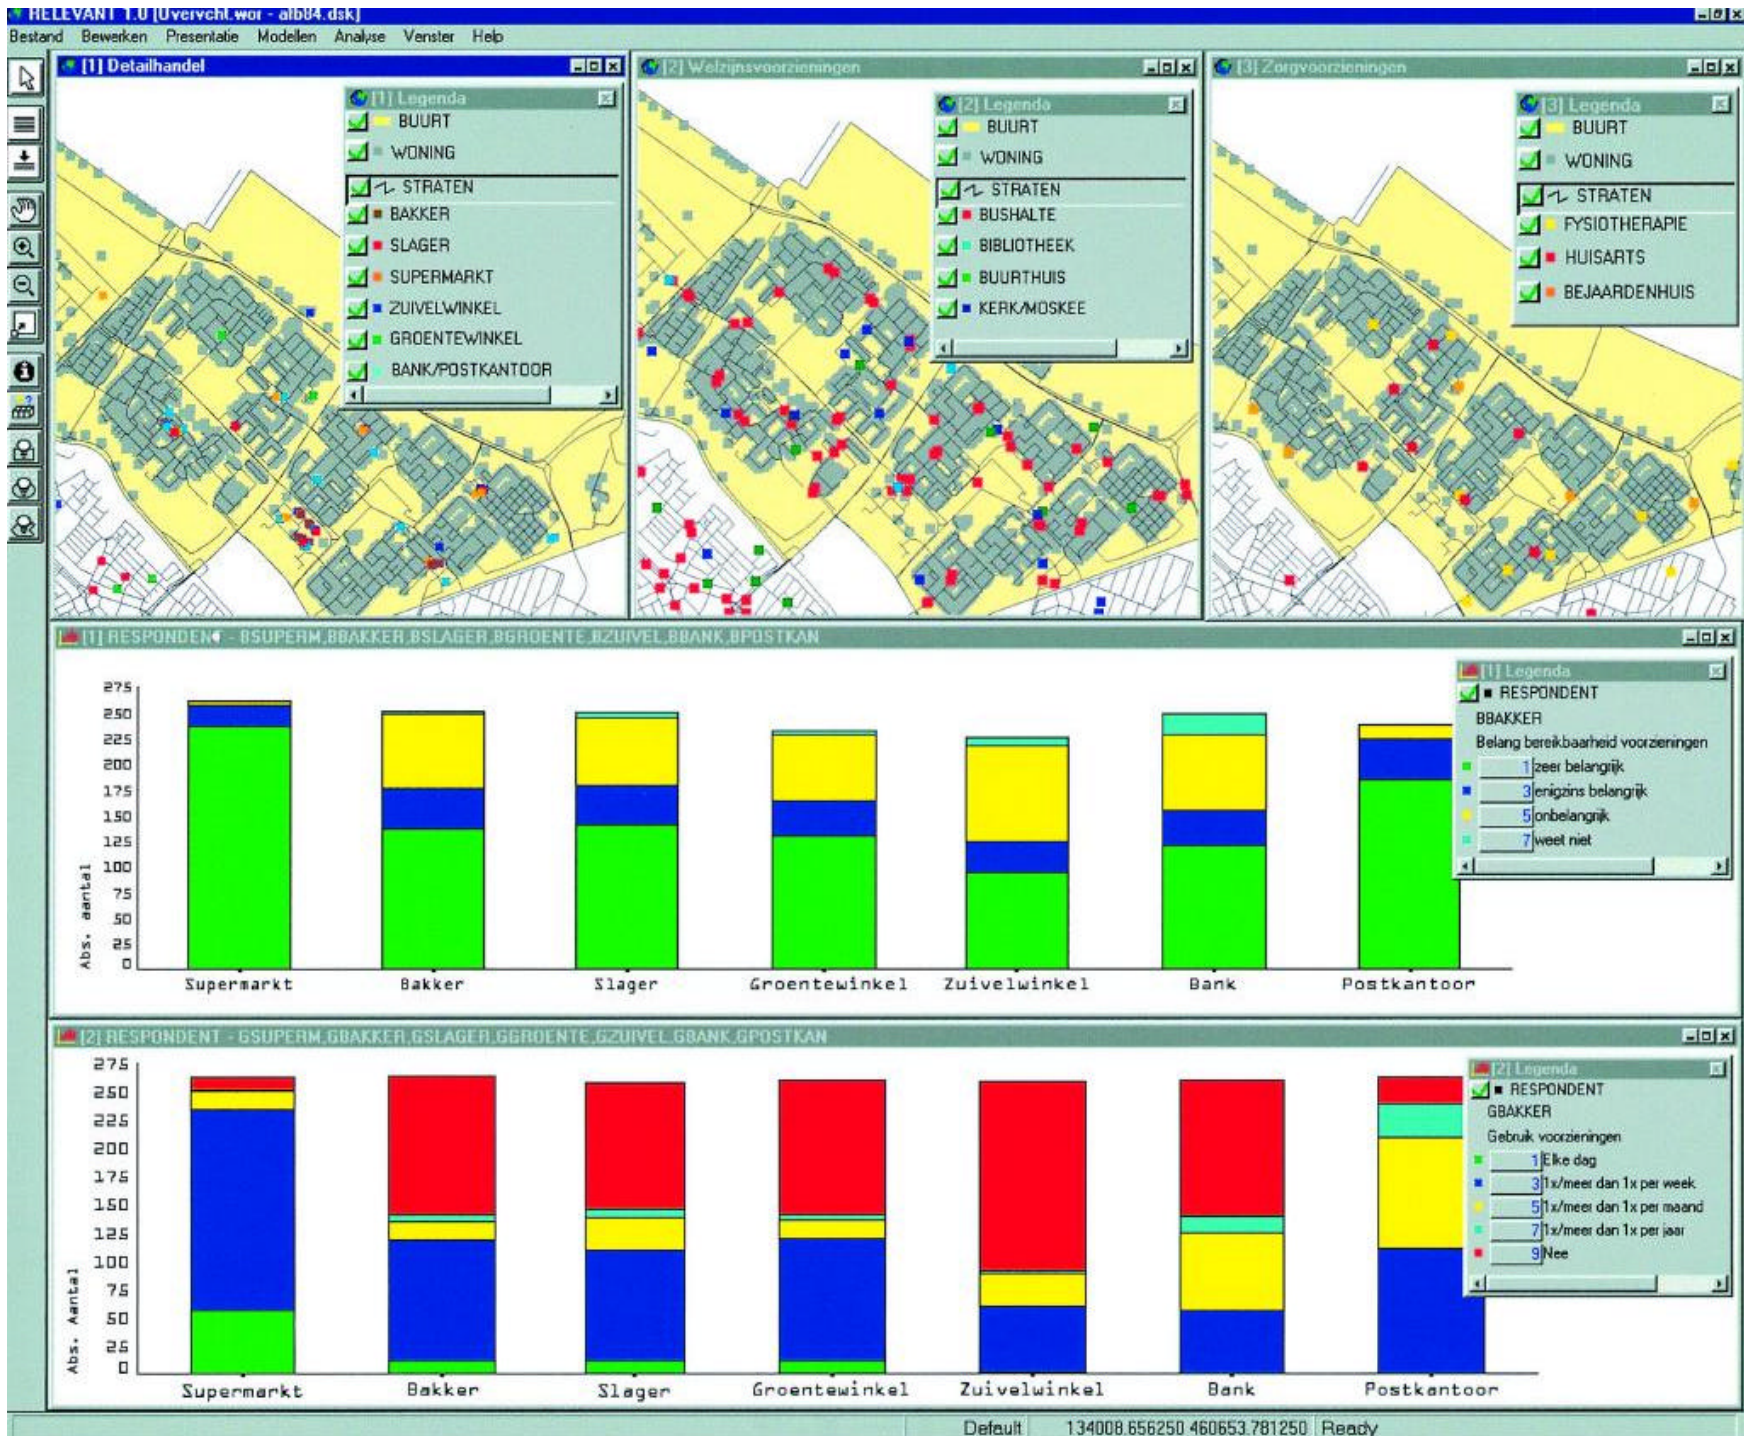 RELEVANT 1.0 [Overvcht.wor - alb84.dsk]
Bestand Bewerken Presentatie Modellen Analyse Venster Help
[1] Detailhandel
[1] Legenda
BUURT
WONING
STRATEN
BAKKER
SLAGER
SUPERMARKT
ZUIVELWINKEL
GROENTEWINKEL
BANK/POSTKANTOOR
[2] Welzijnsvoorzieningen
[2] Legenda
BUURT
WONING
STRATEN
BUSHALTE
BIBLIOTHEEK
BUURTHUIS
KERK/MOSKEE
[3] Zorgvoorzieningen
[3] Legenda
BUURT
WONING
STRATEN
FYSIOTHERAPIE
HUISARTS
BEJAARDENHUIS
[1] RESPONDEN - BSUPERM,BBAKKER,BSLAGER,BGROENTE,BZUIVEL,BBANK,BPOSTKAN
275
250
225
200
175
150
125
100
75
50
25
0
Abs. aantal
Supermarkt Bakker Slager Groentewinkel Zuivelwinkel Bank Postkantoor
[1] Legenda
RESPONDENT
BBAKKER
Belang bereikbaarheid voorzieningen
1 zeer belangrijk
3 enigzins belangrijk
5 onbelangrijk
7 weet niet
[2] RESPONDENT - GSUPERM,GBAKKER,GSLAGER,GGROENTE,GZUIVEL,GBANK,GPOSTKAN
275
250
225
200
175
150
125
100
75
50
25
0
Abs. Aantal
Supermarkt Bakker Slager Groentewinkel Zuivelwinkel Bank Postkantoor
[2] Legenda
RESPONDENT
GBAKKER
Gebruik voorzieningen
1 Elke dag
3 1x/meer dan 1x per week
5 1x/meer dan 1x per maand
7 1x/meer dan 1x per jaar
9 Nee
Default 134008.656250 460653.781250 Ready